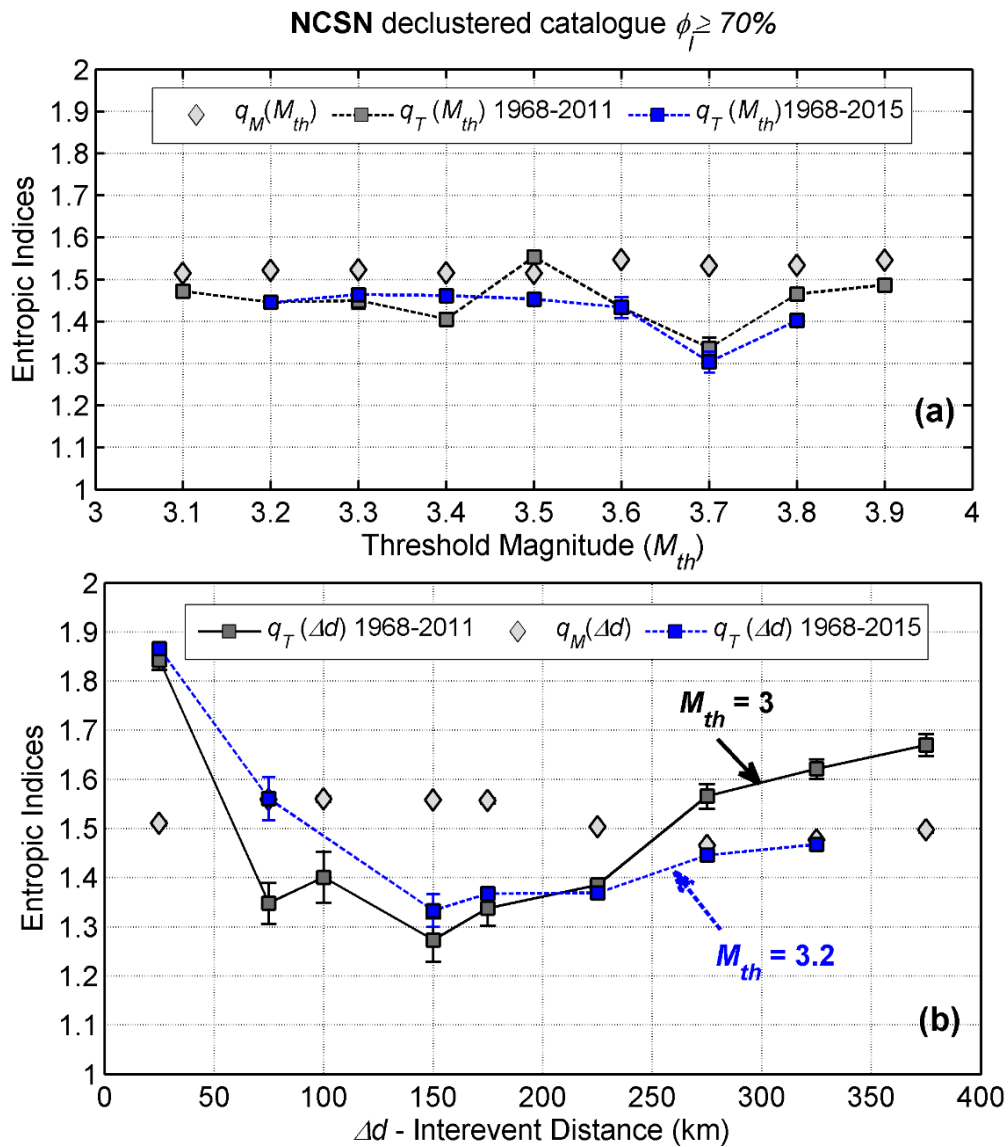 NCSN declustered catalogue ϕi ≥ 70%
2
1.9
1.8
1.7
1.6
1.5
1.4
1.3
1.2
1.1
1
Entropic Indices
qM(Mth) qT (Mth) 1968-2011 qT (Mth)1968-2015
(a)
3 3.1 3.2 3.3 3.4 3.5 3.6 3.7 3.8 3.9 4
Threshold Magnitude (Mth)
2
1.9
1.8
1.7
1.6
1.5
1.4
1.3
1.2
1.1
1
Entropic Indices
qT (Δd) 1968-2011 qM(Δd) qT (Δd) 1968-2015
Mth = 3
Mth = 3.2
(b)
0 50 100 150 200 250 300 350 400
Δd - Interevent Distance (km)